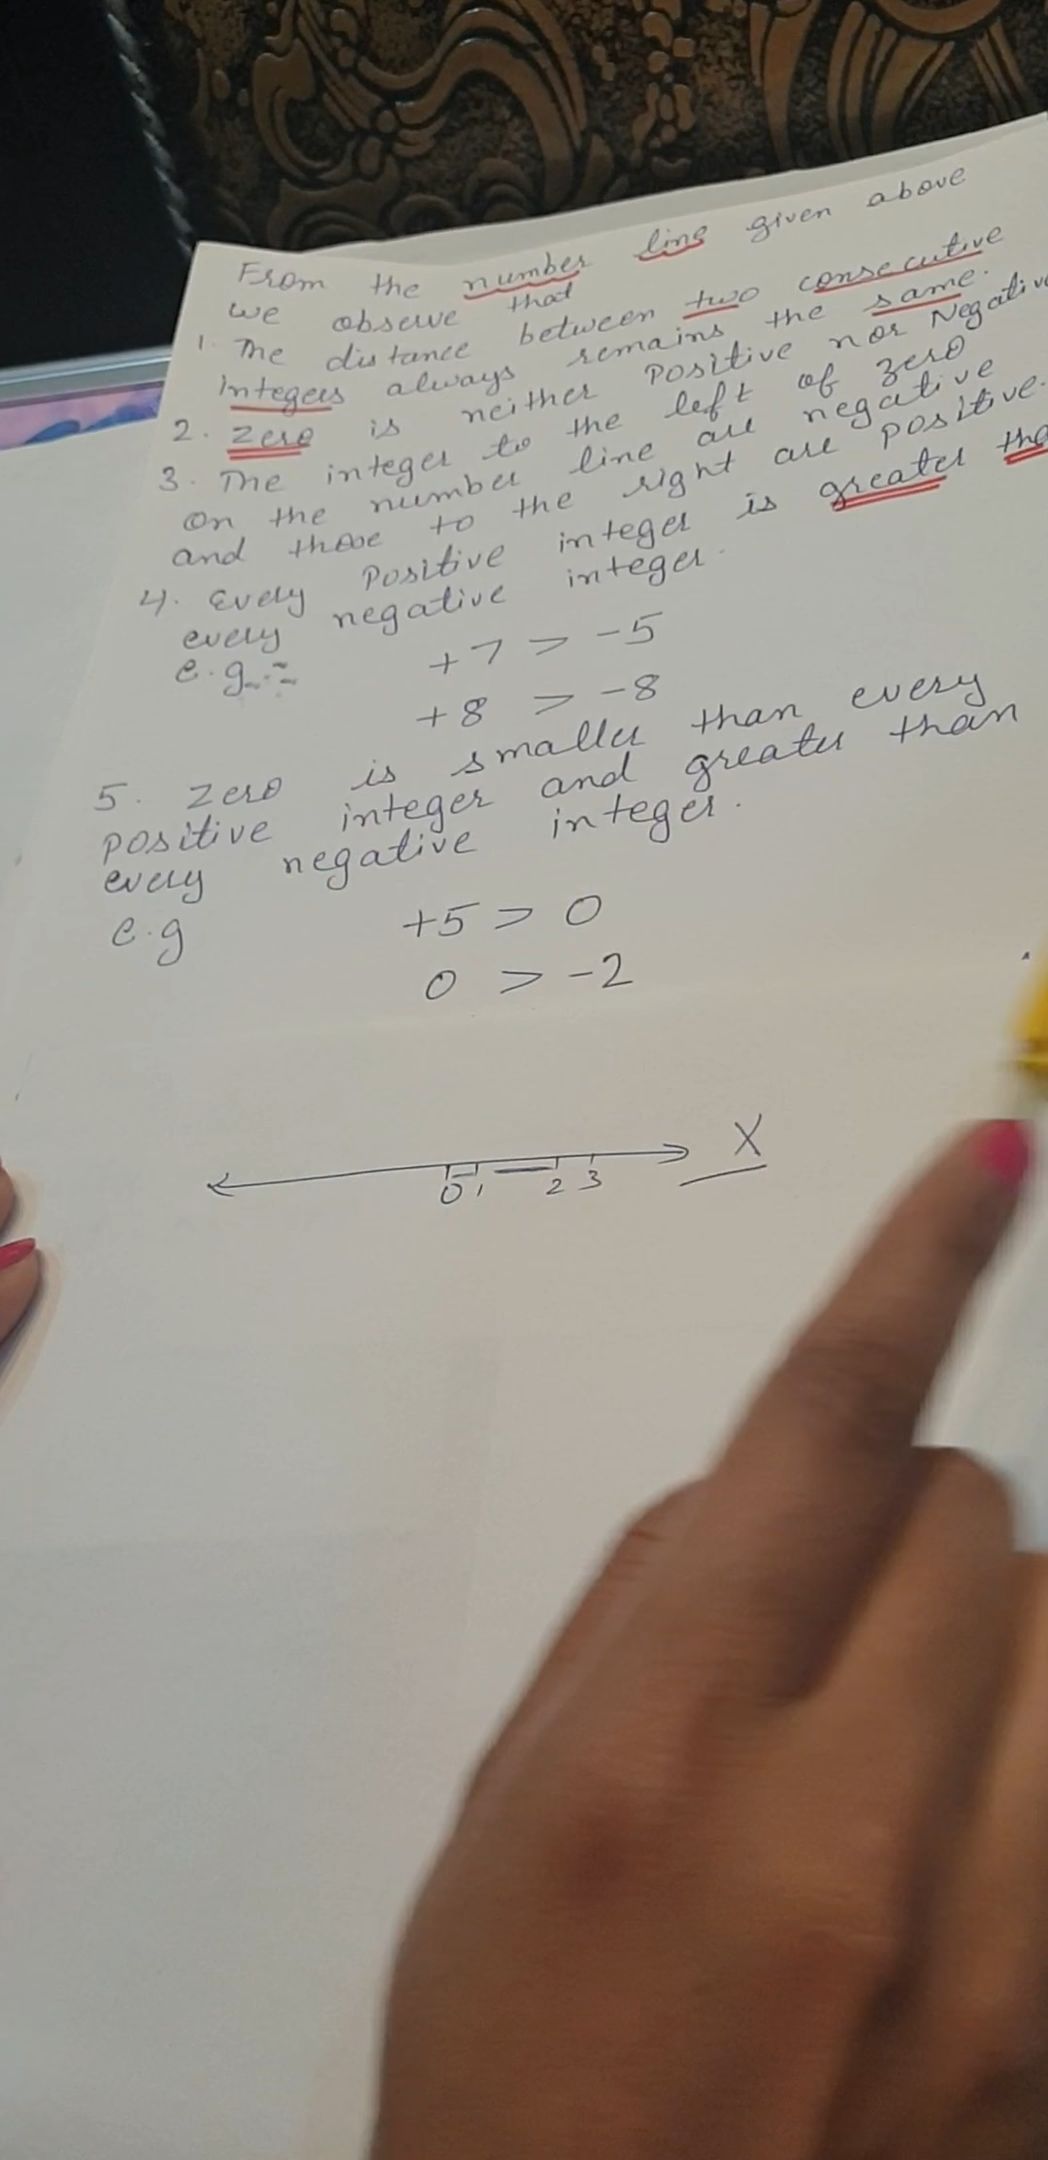 From the number line given above
we observe that
1. The distance between two consecutive
Integers always remains the same.
2. Zero is neither Positive nor Negative
3. The integer to the left of zero
on the number line are negative
and those to the right are positive.
4. Every Positive integer is greater
every negative integer.
e.g.:- +7 > -5
+8 > -8
5. Zero is smaller than every
positive integer and greater than
every negative integer.
e.g +5 > 0
0 > -2
X
0 1 2 3